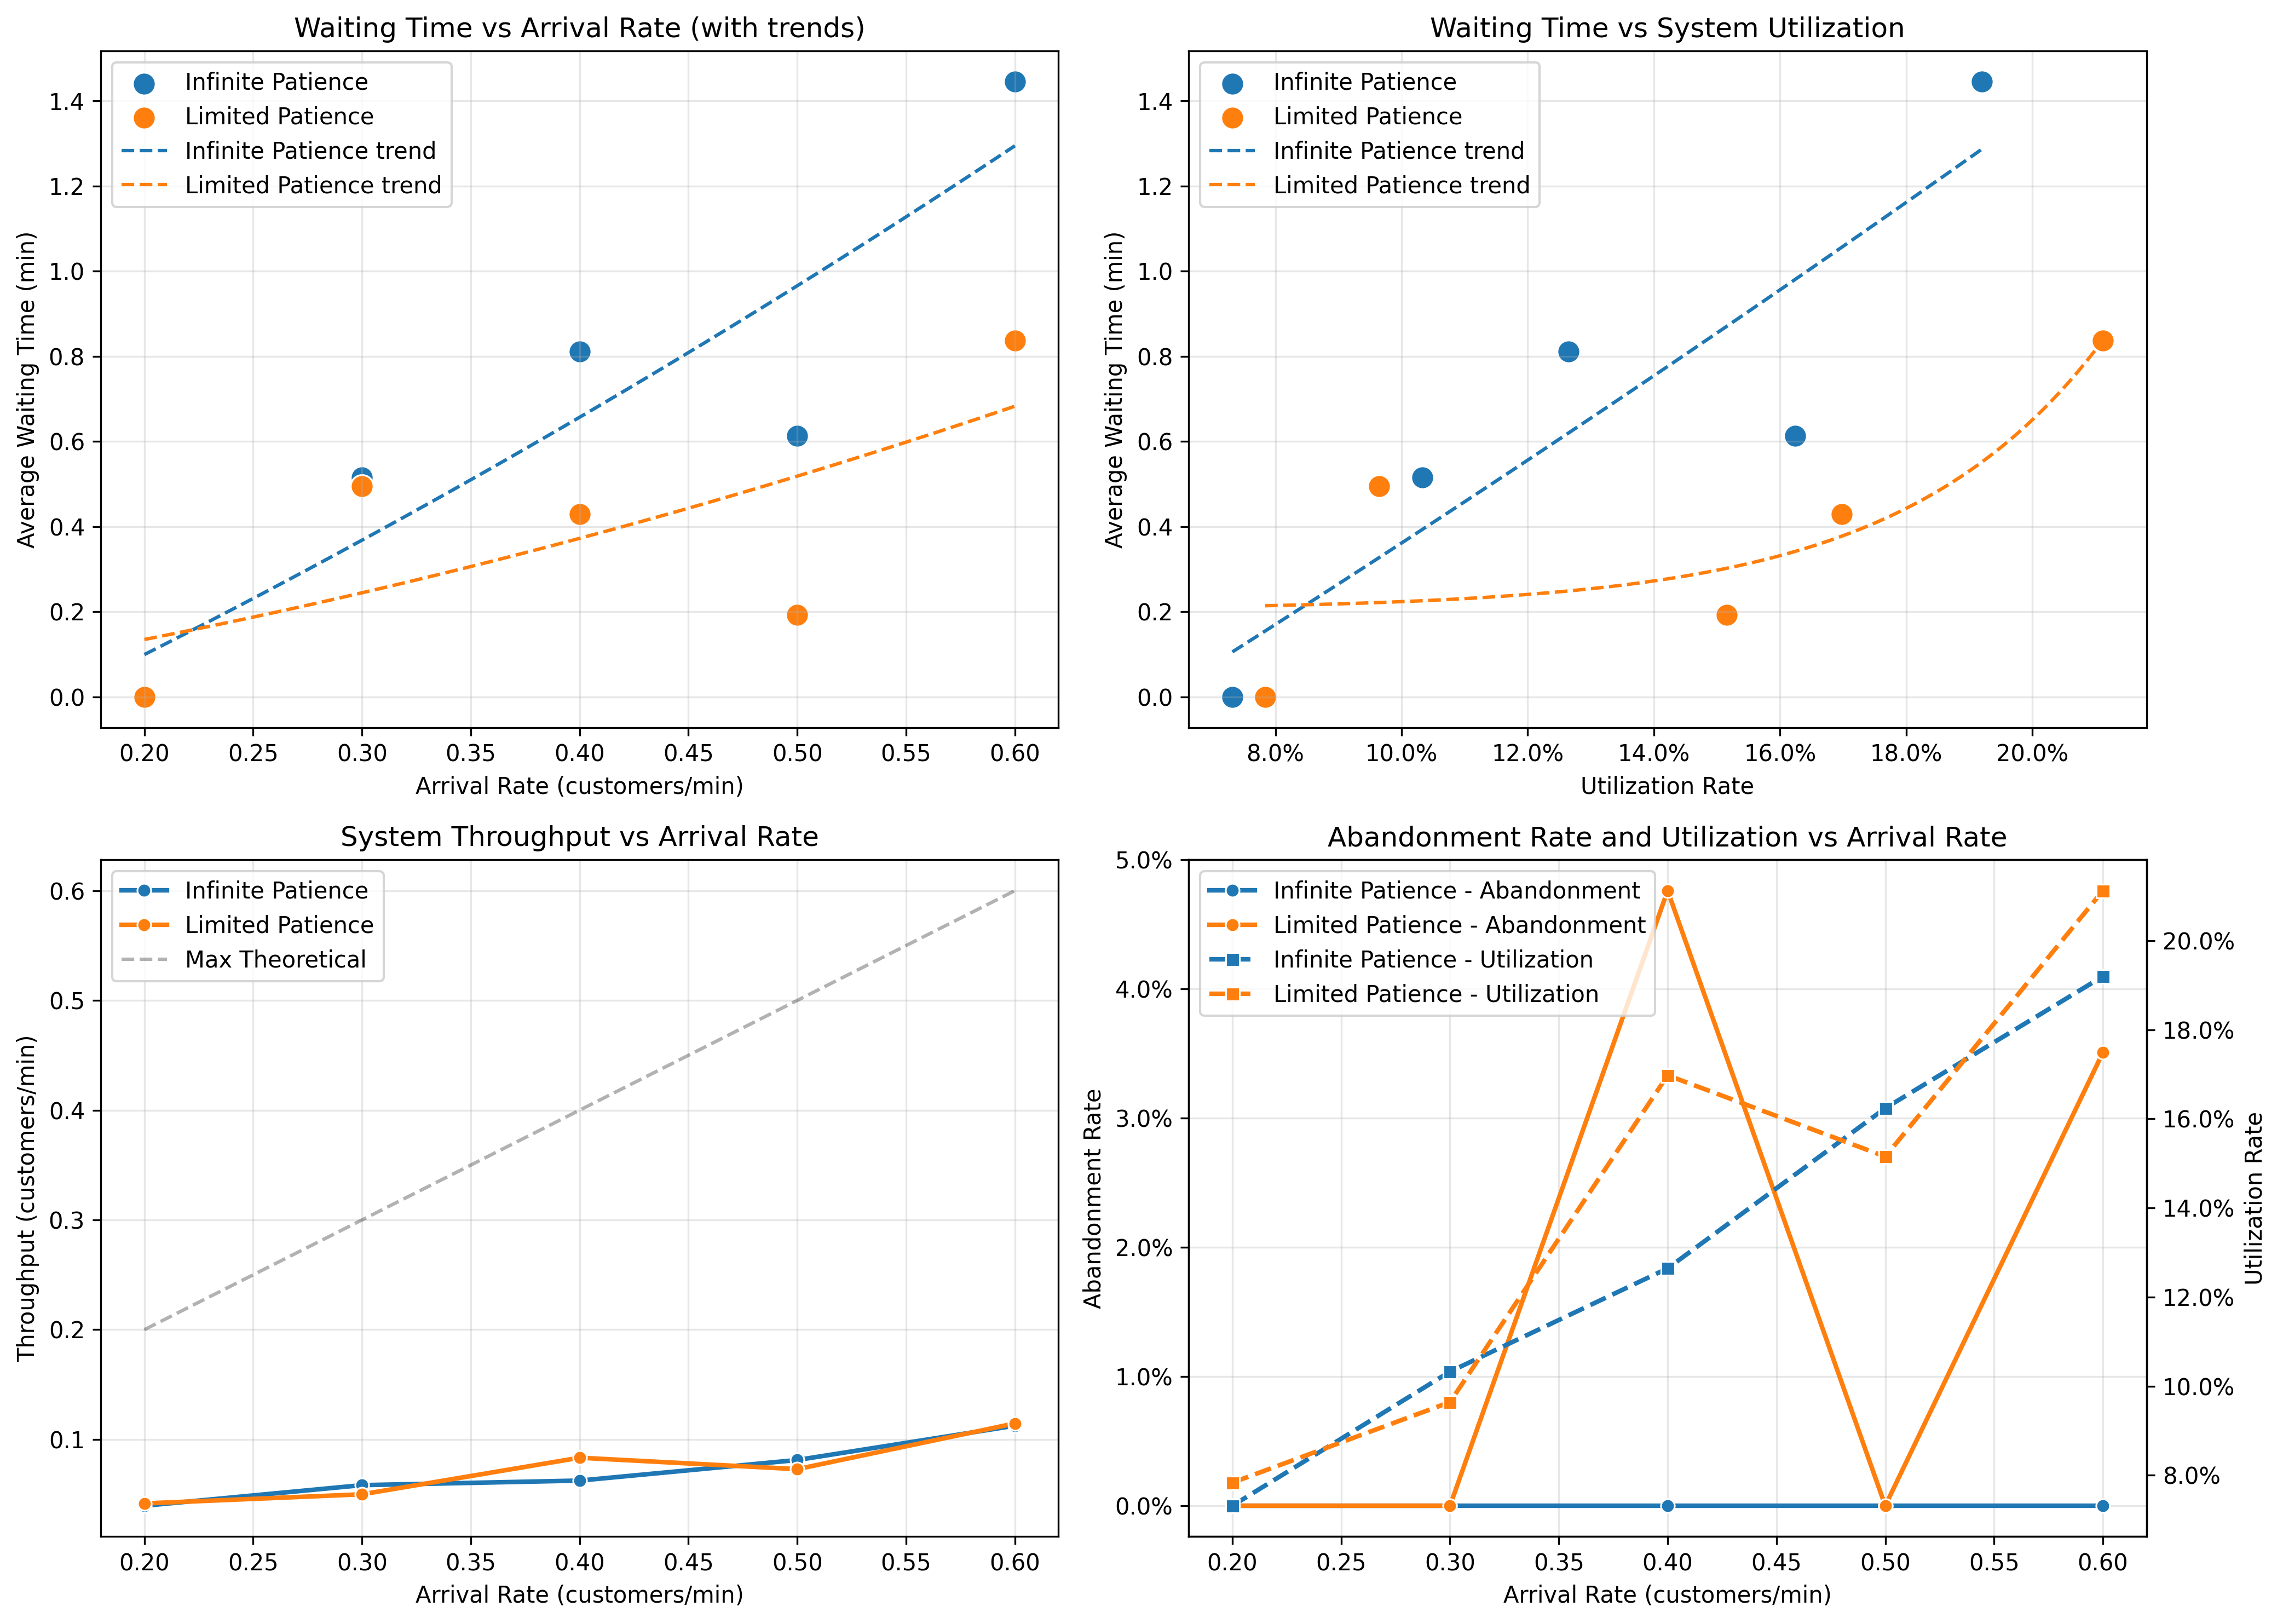 Waiting Time vs Arrival Rate (with trends)
Infinite Patience
Limited Patience
Infinite Patience trend
Limited Patience trend
Average Waiting Time (min)
1.4
1.2
1.0
0.8
0.6
0.4
0.2
0.0
0.20 0.25 0.30 0.35 0.40 0.45 0.50 0.55 0.60
Arrival Rate (customers/min)
Waiting Time vs System Utilization
Infinite Patience
Limited Patience
Infinite Patience trend
Limited Patience trend
Average Waiting Time (min)
1.4
1.2
1.0
0.8
0.6
0.4
0.2
0.0
8.0% 10.0% 12.0% 14.0% 16.0% 18.0% 20.0%
Utilization Rate
System Throughput vs Arrival Rate
Infinite Patience
Limited Patience
Max Theoretical
Throughput (customers/min)
0.6
0.5
0.4
0.3
0.2
0.1
0.20 0.25 0.30 0.35 0.40 0.45 0.50 0.55 0.60
Arrival Rate (customers/min)
Abandonment Rate and Utilization vs Arrival Rate
Infinite Patience - Abandonment
Limited Patience - Abandonment
Infinite Patience - Utilization
Limited Patience - Utilization
Abandonment Rate
5.0%
4.0%
3.0%
2.0%
1.0%
0.0%
20.0%
18.0%
16.0%
14.0%
12.0%
10.0%
8.0%
Utilization Rate
0.20 0.25 0.30 0.35 0.40 0.45 0.50 0.55 0.60
Arrival Rate (customers/min)